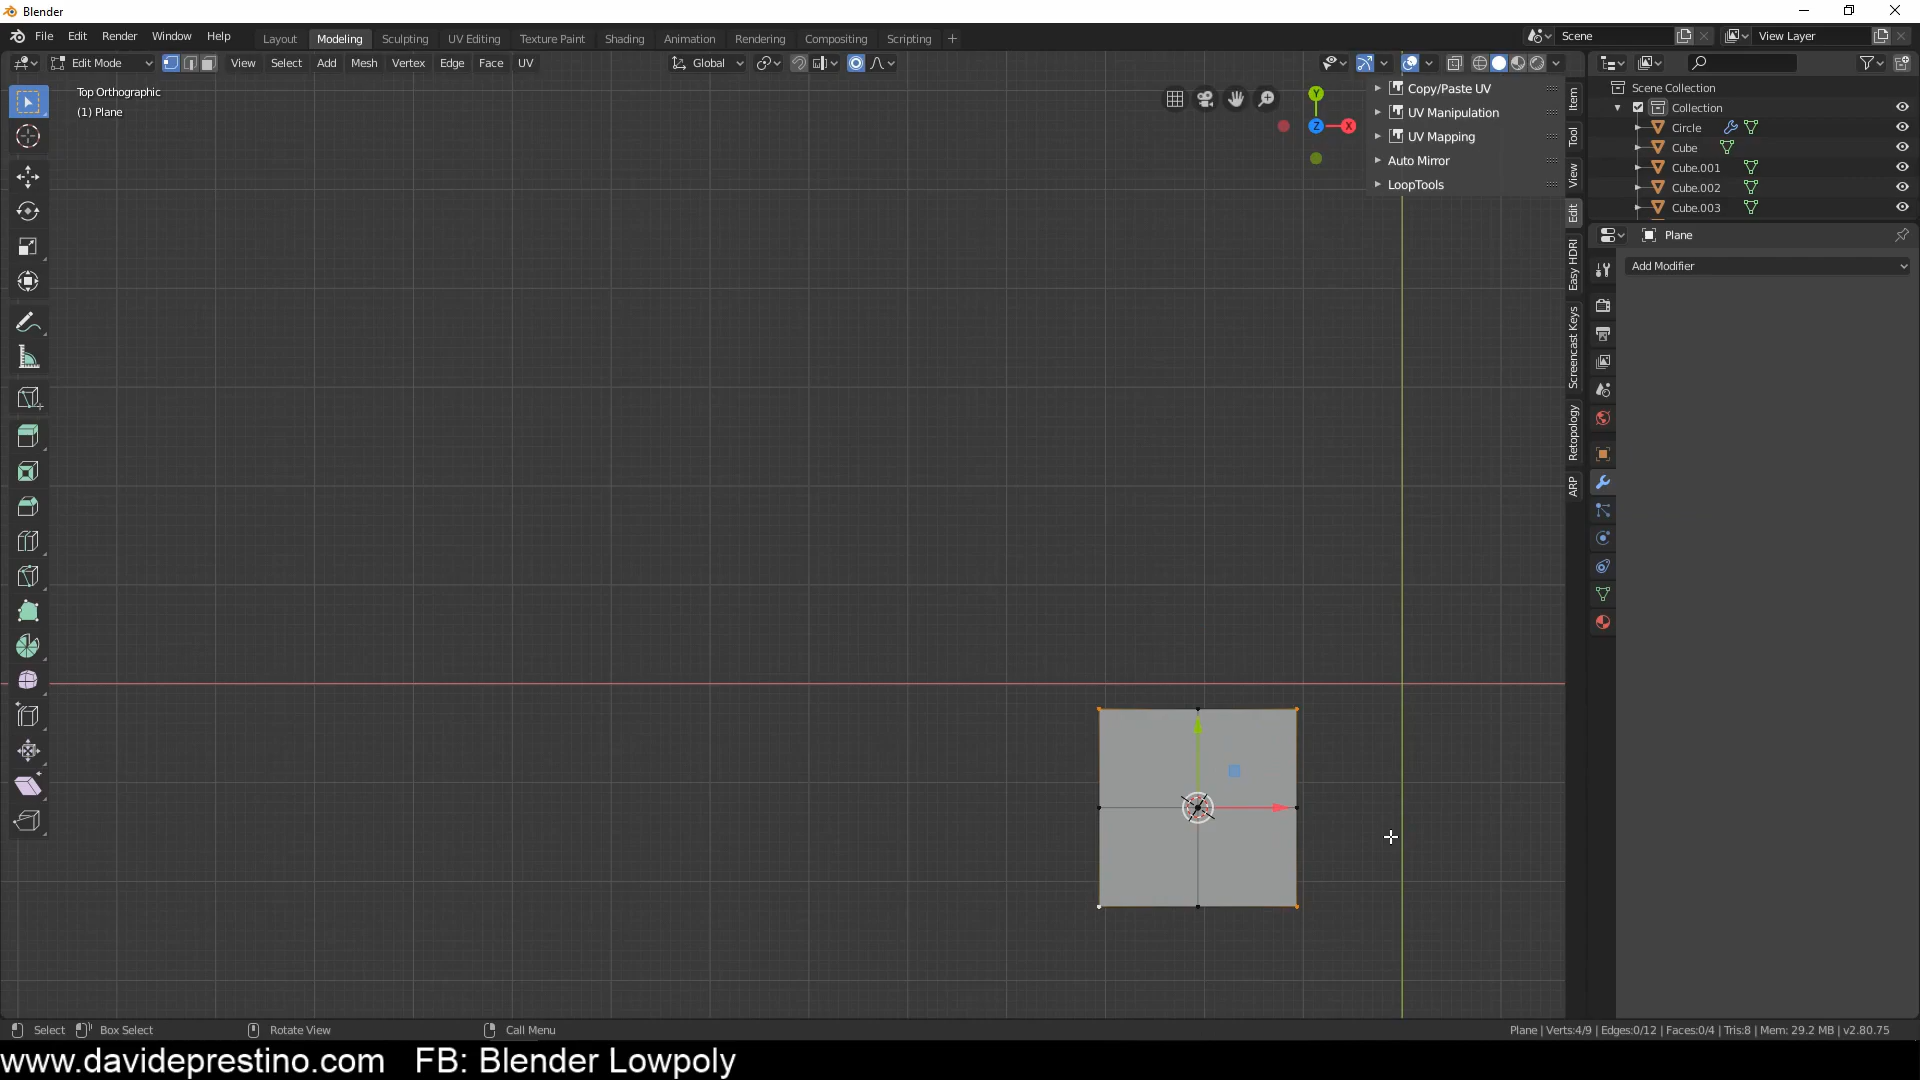 Blender
File Edit Render Window Help Layout Modeling Sculpting UV Editing Texture Paint Shading Animation Rendering Compositing Scripting + Scene View Layer
Edit Mode View Select Add Mesh Vertex Edge Face UV Global
Top Orthographic
(1) Plane
Y
Z
X
Copy/Paste UV
UV Manipulation
UV Mapping
Auto Mirror
LoopTools
Item
Tool
View
Edit
Easy HDRI
Screencast Keys
Retopology
ARP
Scene Collection
Collection
Circle
Cube
Cube.001
Cube.002
Cube.003
Plane
Add Modifier
Select Box Select Rotate View Call Menu Plane | Verts:4/9 | Edges:0/12 | Faces:0/4 | Tris:8 | Mem: 29.2 MB | v2.80.75
www.davideprestino.com FB: Blender Lowpoly